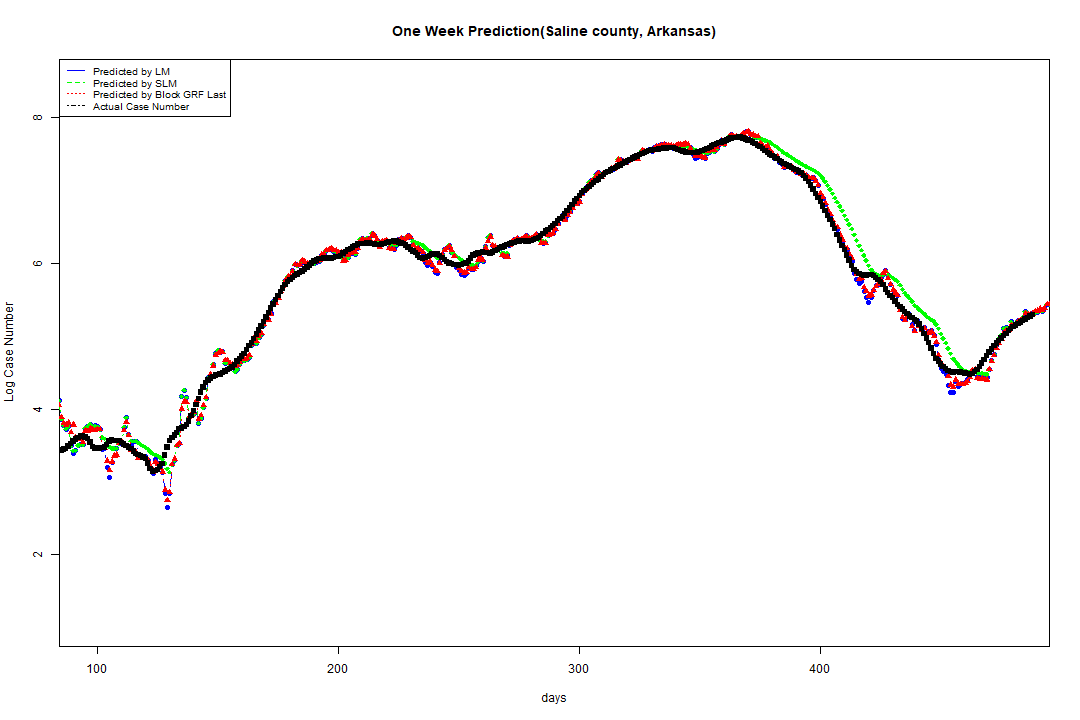 One Week Prediction(Saline county, Arkansas)
Predicted by LM
Predicted by SLM
Predicted by Block GRF Last
Actual Case Number
8
6
4
2
Log Case Number
100 200 300 400
days